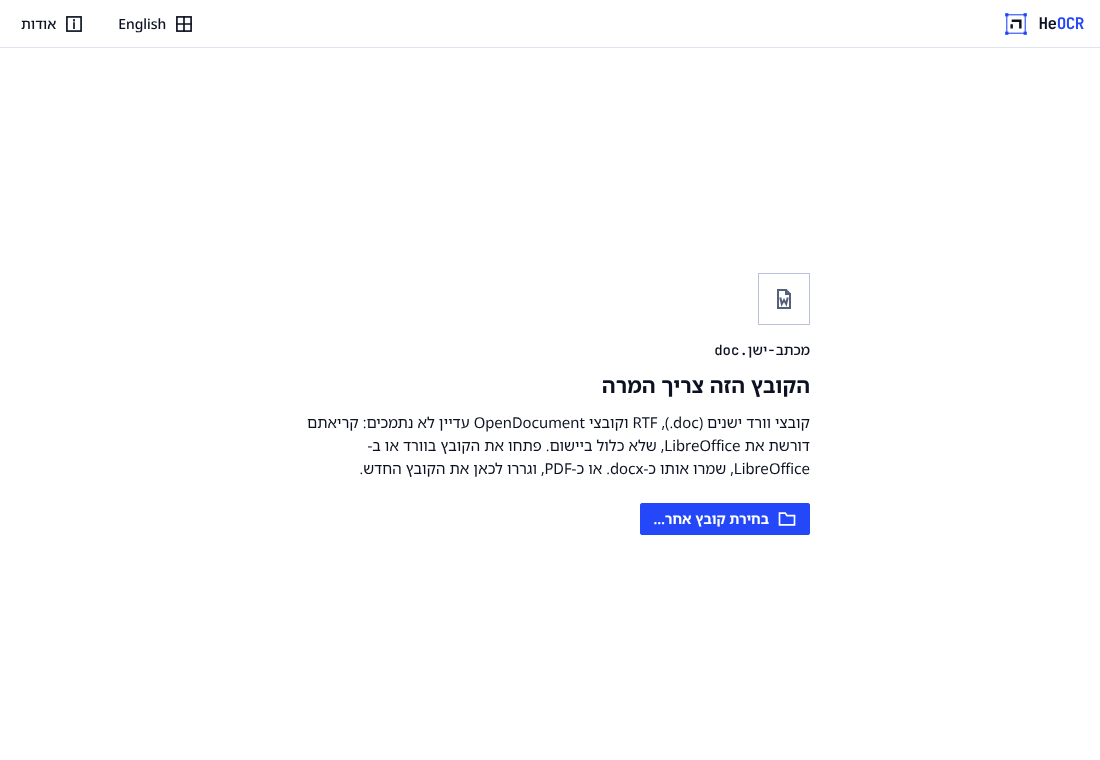 HeOCR
English
אודות
מכתב-ישן.doc
הקובץ הזה צריך המרה
קובצי וורד ישנים (doc.), RTF וקובצי OpenDocument עדיין לא נתמכים: קריאתם
דורשת את LibreOffice, שלא כלול ביישום. פתחו את הקובץ בוורד או ב-
LibreOffice, שמרו אותו כ-docx. או כ-PDF, וגררו לכאן את הקובץ החדש.
בחירת קובץ אחר...